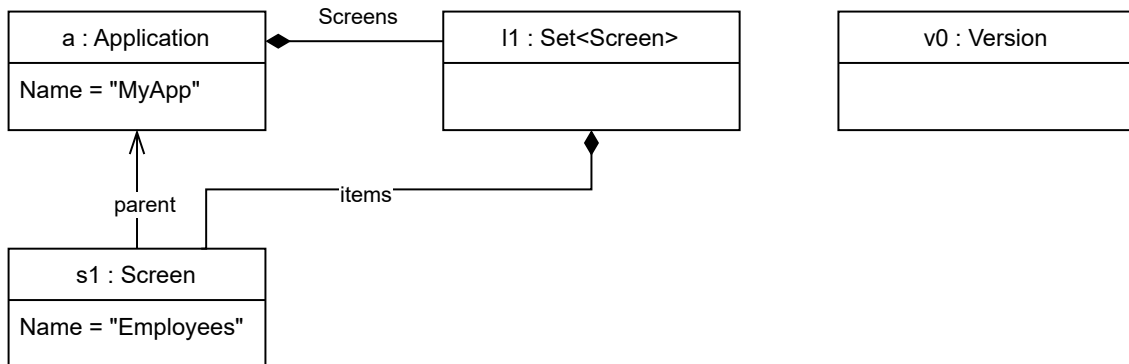 Screens
a : Application
l1 : Set<Screen>
v0 : Version
Name = "MyApp"
items
parent
s1 : Screen
Name = "Employees"